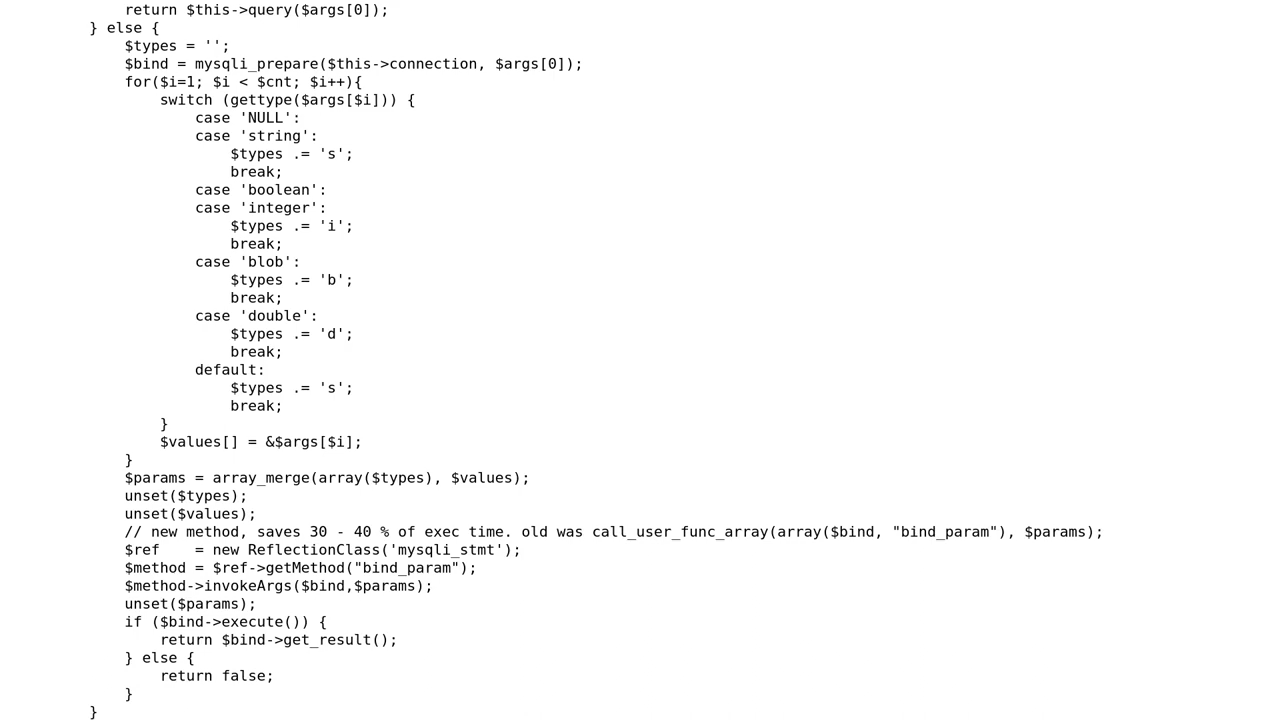 return $this->query($args[0]);
} else {
$types = '';
$bind = mysqli_prepare($this->connection, $args[0]);
for($i=1; $i < $cnt; $i++){
switch (gettype($args[$i])) {
case 'NULL':
case 'string':
$types .= 's';
break;
case 'boolean':
case 'integer':
$types .= 'i';
break;
case 'blob':
$types .= 'b';
break;
case 'double':
$types .= 'd';
break;
default:
$types .= 's';
break;
}
$values[] = &$args[$i];
}
$params = array_merge(array($types), $values);
unset($types);
unset($values);
// new method, saves 30 - 40 % of exec time. old was call_user_func_array(array($bind, "bind_param"), $params);
$ref    = new ReflectionClass('mysqli_stmt');
$method = $ref->getMethod("bind_param");
$method->invokeArgs($bind,$params);
unset($params);
if ($bind->execute()) {
return $bind->get_result();
} else {
return false;
}
}